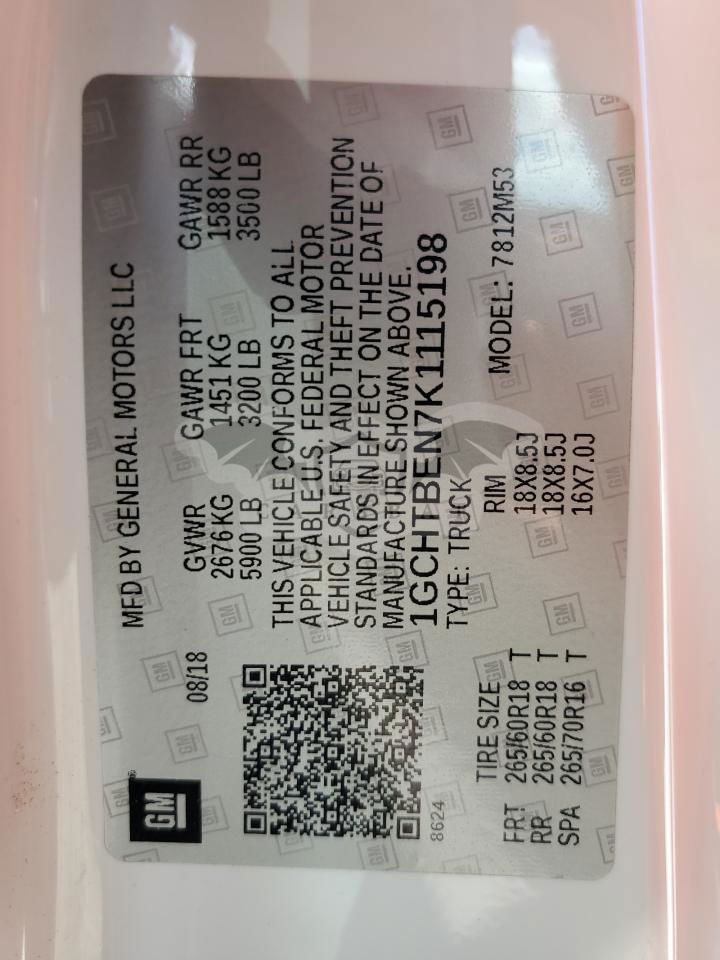 GM
MFD BY GENERAL MOTORS LLC
08/18
GVWR GAWR FRT GAWR RR
2676 KG 1451 KG 1588 KG
5900 LB 3200 LB 3500 LB
THIS VEHICLE CONFORMS TO ALL
APPLICABLE U.S. FEDERAL MOTOR
VEHICLE SAFETY AND THEFT PREVENTION
STANDARDS IN EFFECT ON THE DATE OF
MANUFACTURE SHOWN ABOVE.
1GCHTBEN7K1115198
8624
TYPE: TRUCK
TIRE SIZE RIM MODEL: 7812M53
FRT 265/60R18 T 18X8.5J
RR 265/60R18 T 18X8.5J
SPA 265/70R16 T 16X7.0J